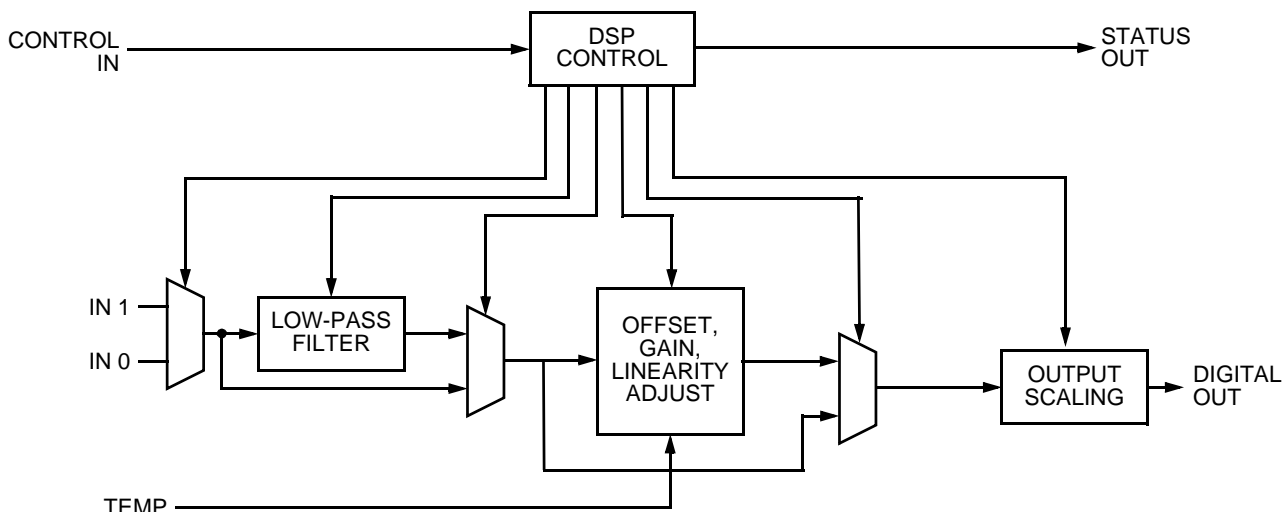 DSP
CONTROL
CONTROL
IN
STATUS
OUT
IN 1
LOW-PASS
FILTER
IN 0
OFFSET,
GAIN,
LINEARITY
ADJUST
OUTPUT
SCALING
DIGITAL
OUT
TEMP